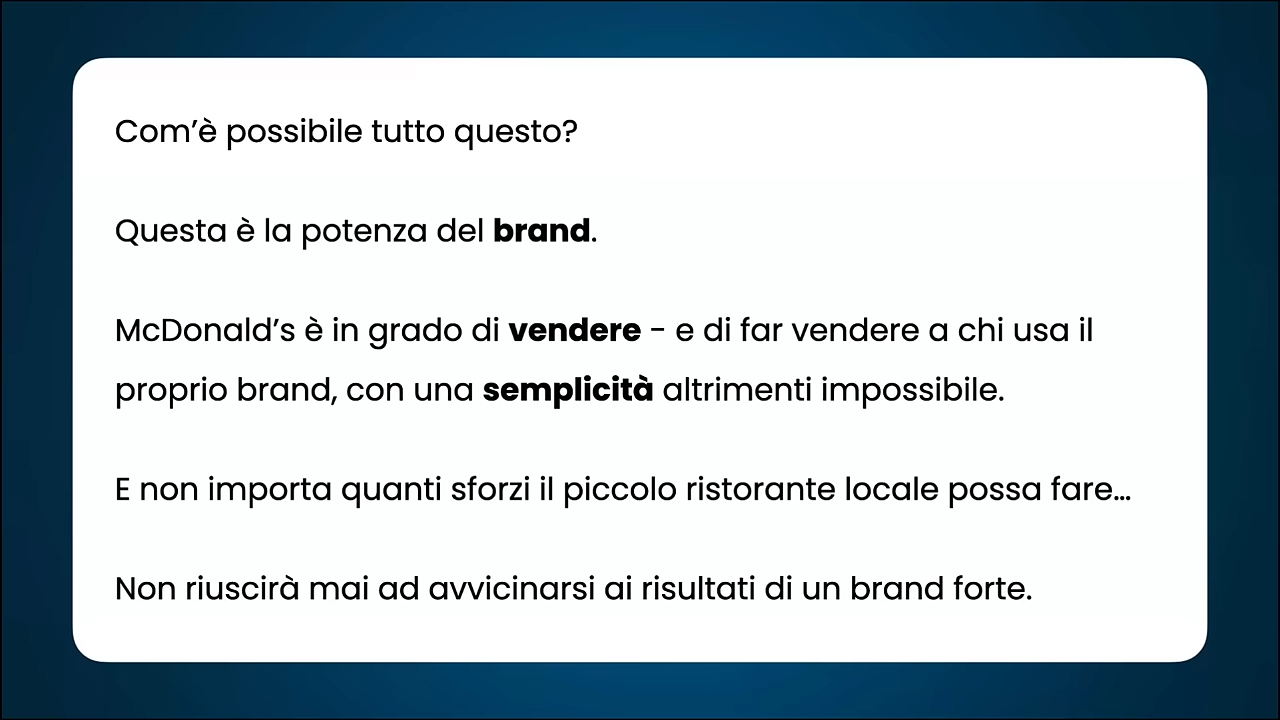 Com’è possibile tutto questo?
Questa è la potenza del brand.
McDonald’s è in grado di vendere - e di far vendere a chi usa il
proprio brand, con una semplicità altrimenti impossibile.
E non importa quanti sforzi il piccolo ristorante locale possa fare…
Non riuscirà mai ad avvicinarsi ai risultati di un brand forte.